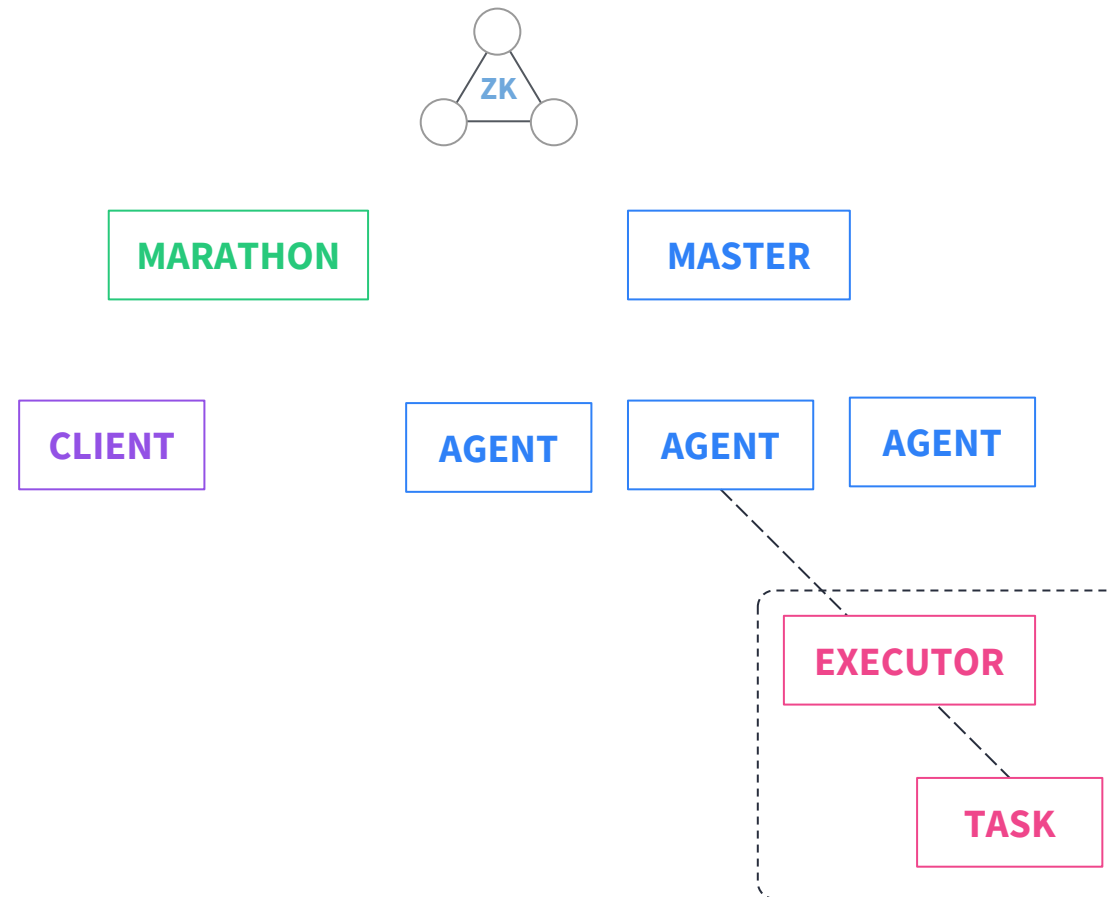 ZK
MARATHON
MASTER
CLIENT
AGENT
AGENT
AGENT
EXECUTOR
TASK